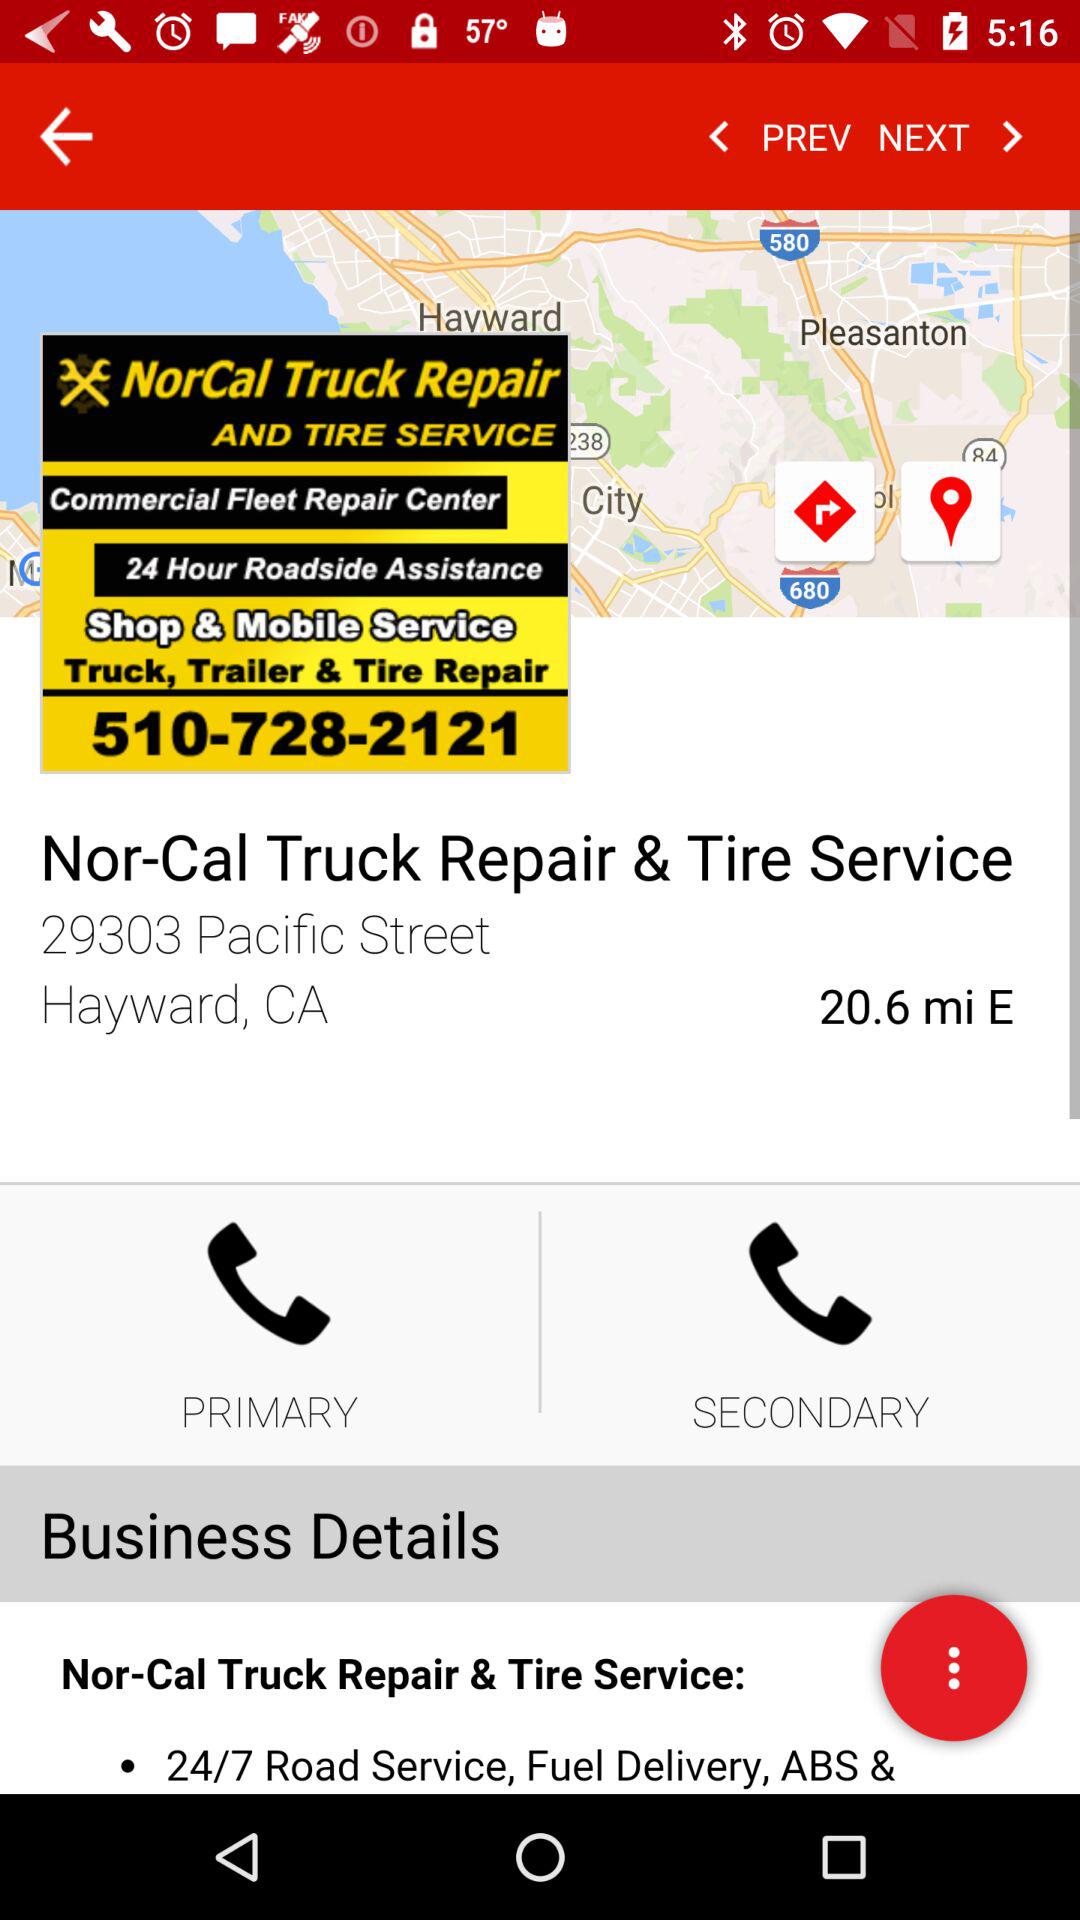 FAKE 57° 5:16
PREV NEXT
580
Hayward
Pleasanton
NorCal Truck Repair
AND TIRE SERVICE
238
84
Commercial Fleet Repair Center
City
ol
24 Hour Roadside Assistance
M
680
Shop & Mobile Service
Truck, Trailer & Tire Repair
510-728-2121
Nor-Cal Truck Repair & Tire Service
29303 Pacific Street
Hayward, CA
20.6 mi E
PRIMARY
SECONDARY
Business Details
Nor-Cal Truck Repair & Tire Service:
• 24/7 Road Service, Fuel Delivery, ABS &